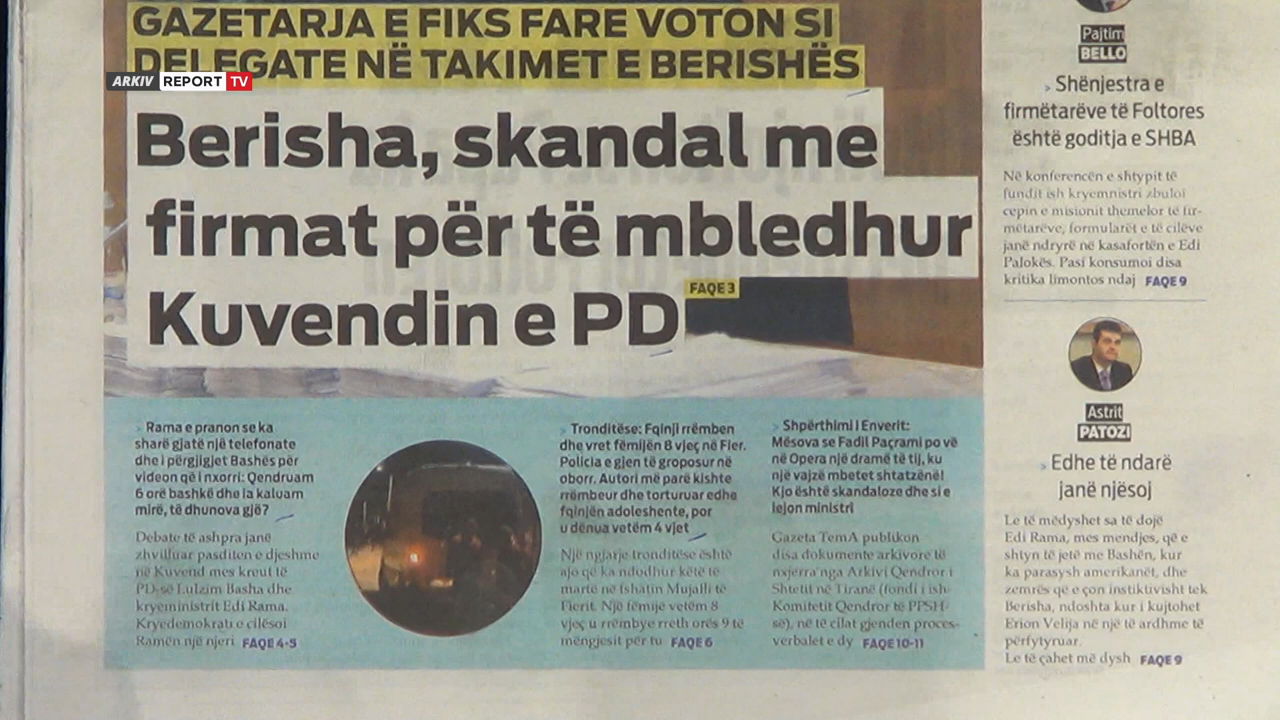 GAZETARJA E FIKS FARE VOTON SI
DELEGATE NË TAKIMET E BERISHËS
ARKIV REPORT TV
Berisha, skandal me
firmat për të mbledhur
Kuvendin e PD
FAQE 3
Rama e pranon se ka
sharë gjatë një telefonate
dhe i përgjigjet Bashës për
videon që i nxorri: Qendruam
6 orë bashkë dhe la kaluam
mirë, të dhunova gjë?
Debate të ashpra janë
zhvilluar pasditen e djeshme
në Kuvend mes kreut të
PD-së Lulzim Basha dhe
kryeministrit Edi Rama.
Kryedemokrati e cilësoi
Ramën një njeri FAQE 4-5
Tronditëse: Fqinji rrëmben
dhe vret fëmijën 8 vjeç në Fier.
Policia e gjen të groposur në
oborr. Autori më parë kishte
rrëmbeur dhe torturuar edhe
fqinjën adoleshente, por
u dënua vetëm 4 vjet
Një ngjarje tronditëse është
ajo që ka ndodhur këtë të
martë në fshatin Mujalli të
Fierit. Një fëmije vetëm 8
vjeç u rrëmbye rreth orës 9 të
mëngjesit për tu FAQE 6
Shpërthimi i Enverit:
Mësova se Fadil Paçrami po vë
në Opera një dramë të tij, ku
një vajzë mbetet shtatzënë!
Kjo është skandaloze dhe si e
lejon ministri
Gazeta TemA publikon
disa dokumente arkivore të
nxjerra nga Arkivi Qendror i
Shtetit në Tiranë (fondi i ish-
Komitetit Qendror të PPSH-
së), në të cilat gjenden proces-
verbalet e dy FAQE 10-11
Pajtim
BELLO
Shënjestra e
firmëtarëve të Foltores
është goditja e SHBA
Në konferencën e shtypit të
fundit ish kryemnistri zbuloi
cepin e misionit themelor të fir-
mëtarëve, formularët e të cilëve
janë ndryrë në kasafortën e Edi
Palokës. Pasi konsumoi disa
kritika limontos ndaj FAQE 9
Astrit
PATOZI
Edhe të ndarë
janë njësoj
Le të mëdyshet sa të dojë
Edi Rama, mes mendjes, që e
shtyn të jetë me Bashën, kur
ka parasysh amerikanët, dhe
zemrës që e çon instiktivisht tek
Berisha, ndoshta kur i kujtohet
Erion Velija në një të ardhme të
përfytyruar.
Le të çahet më dysh FAQE 9